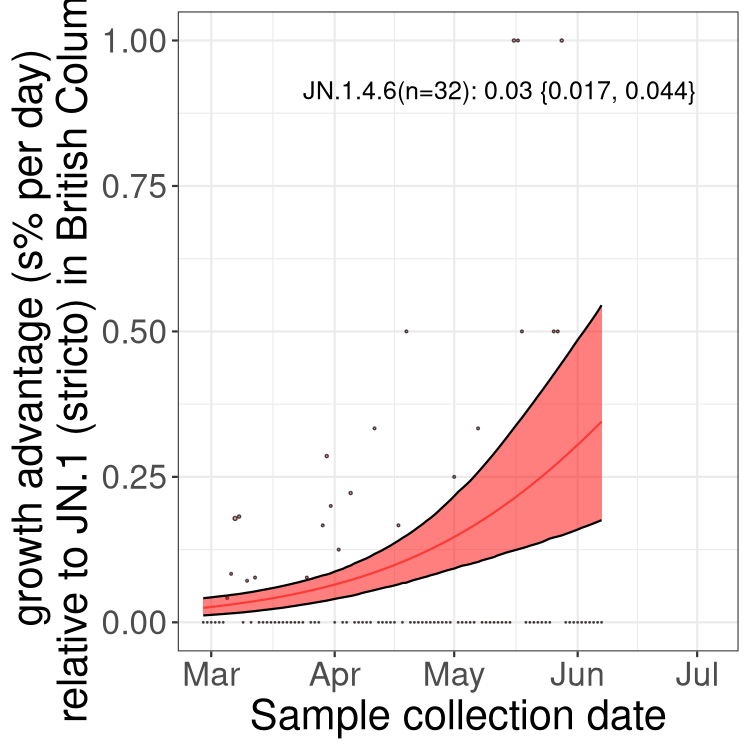 growth advantage (s% per day)
relative to JN.1 (stricto) in British Colum
1.00
0.75
0.50
0.25
0.00
JN.1.4.6(n=32): 0.03 {0.017, 0.044}
Mar Apr May Jun Jul
Sample collection date